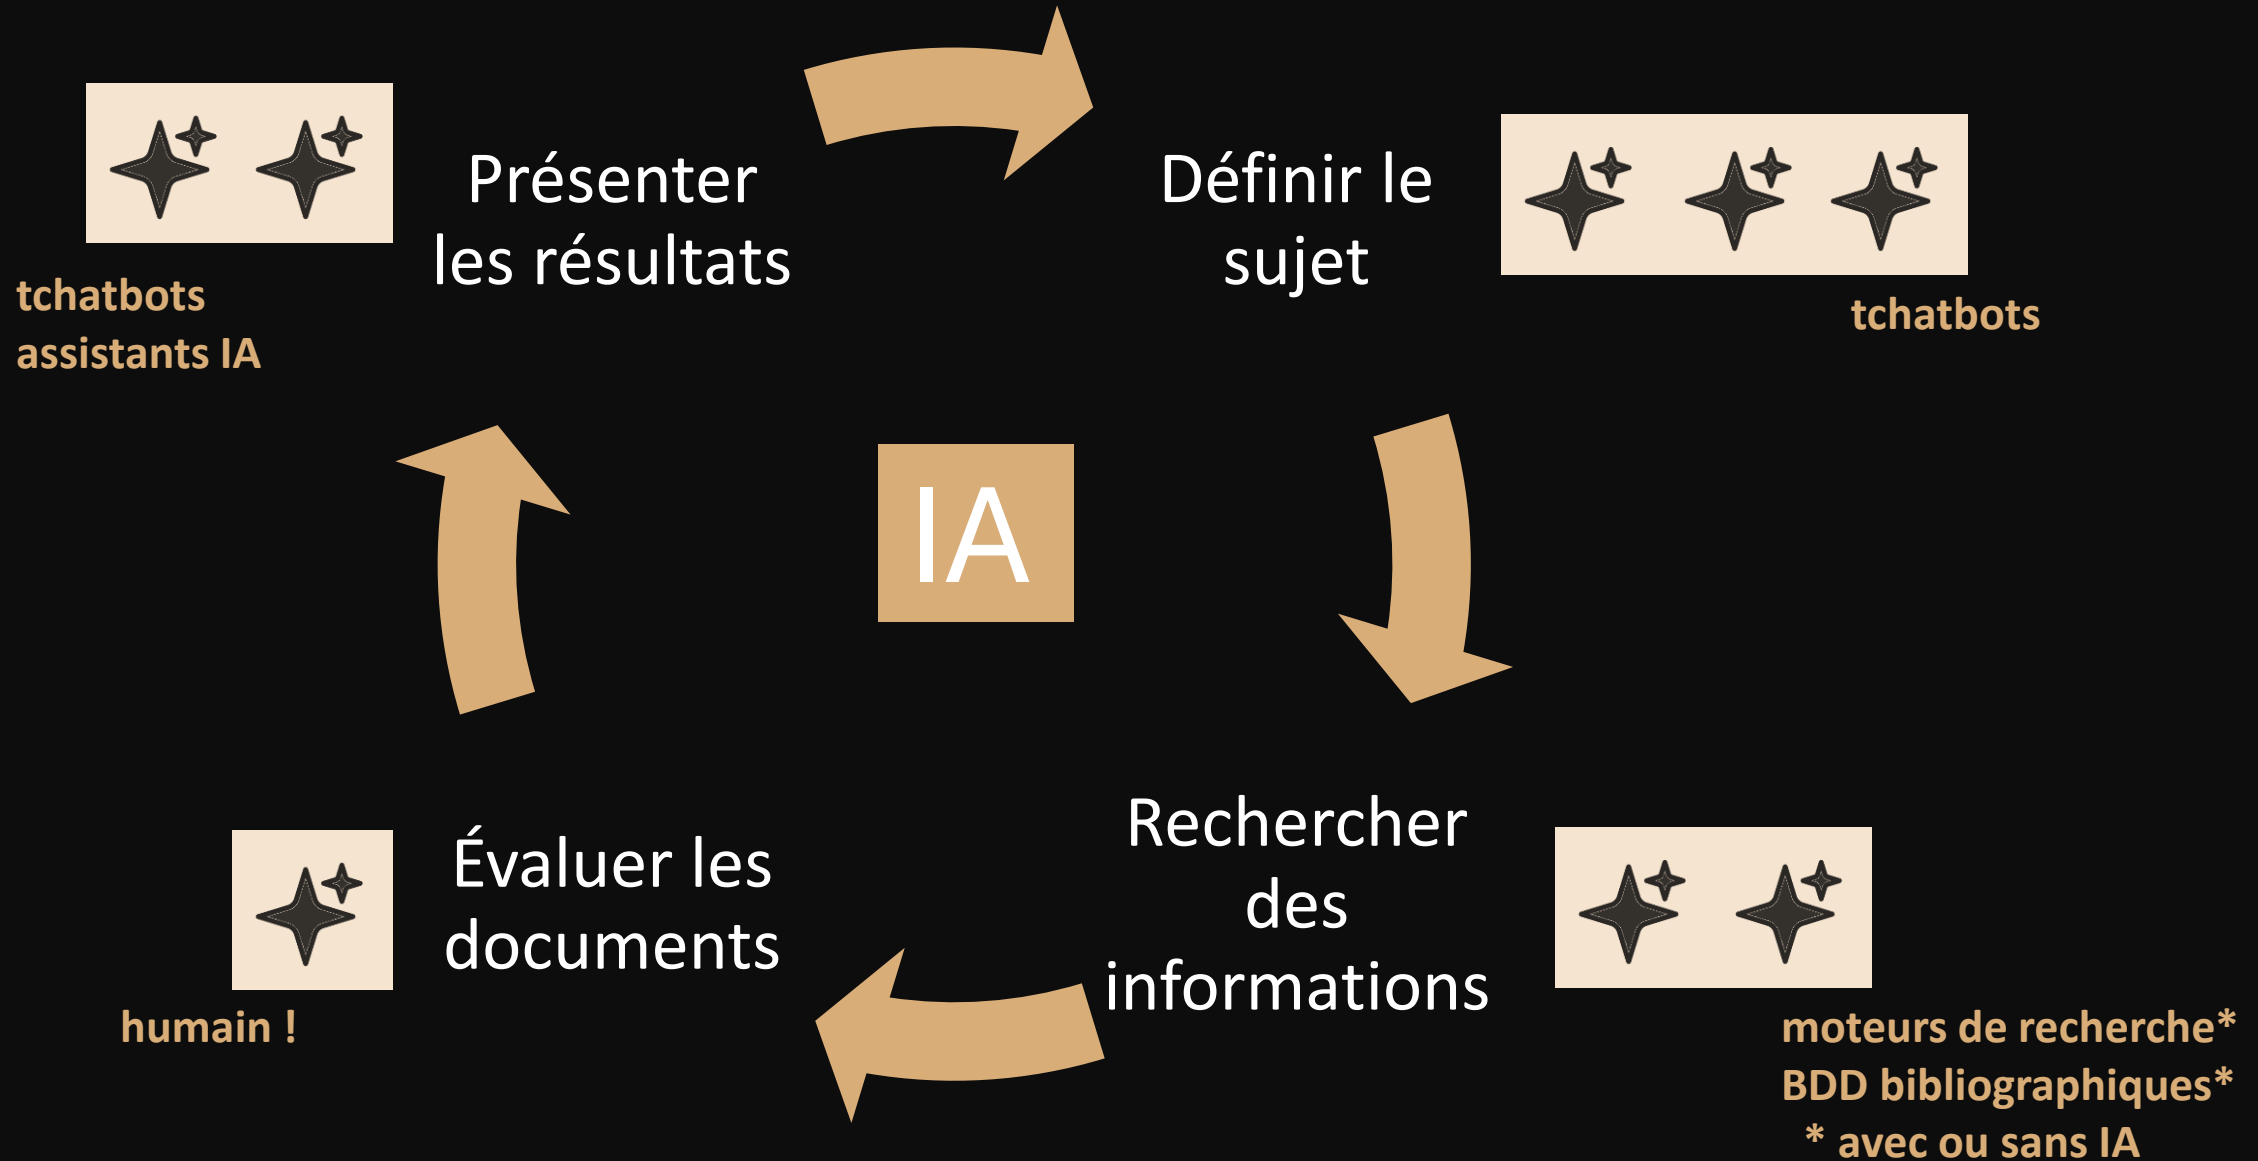 Présenter
les résultats
tchatbots
assistants IA
Définir le
sujet
tchatbots
IA
Rechercher
des
informations
moteurs de recherche*
BDD bibliographiques*
* avec ou sans IA
Évaluer les
documents
humain !